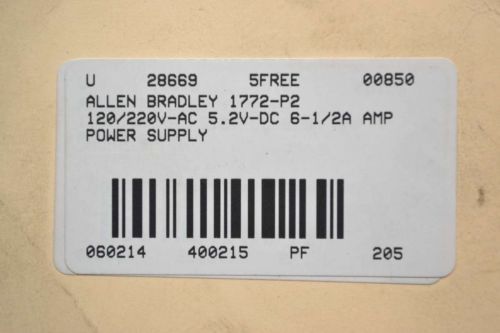 U 28669 5FREE 00850
ALLEN BRADLEY 1772-P2
120/220V-AC 5.2V-DC 6-1/2A AMP
POWER SUPPLY
060214 400215 PF 205